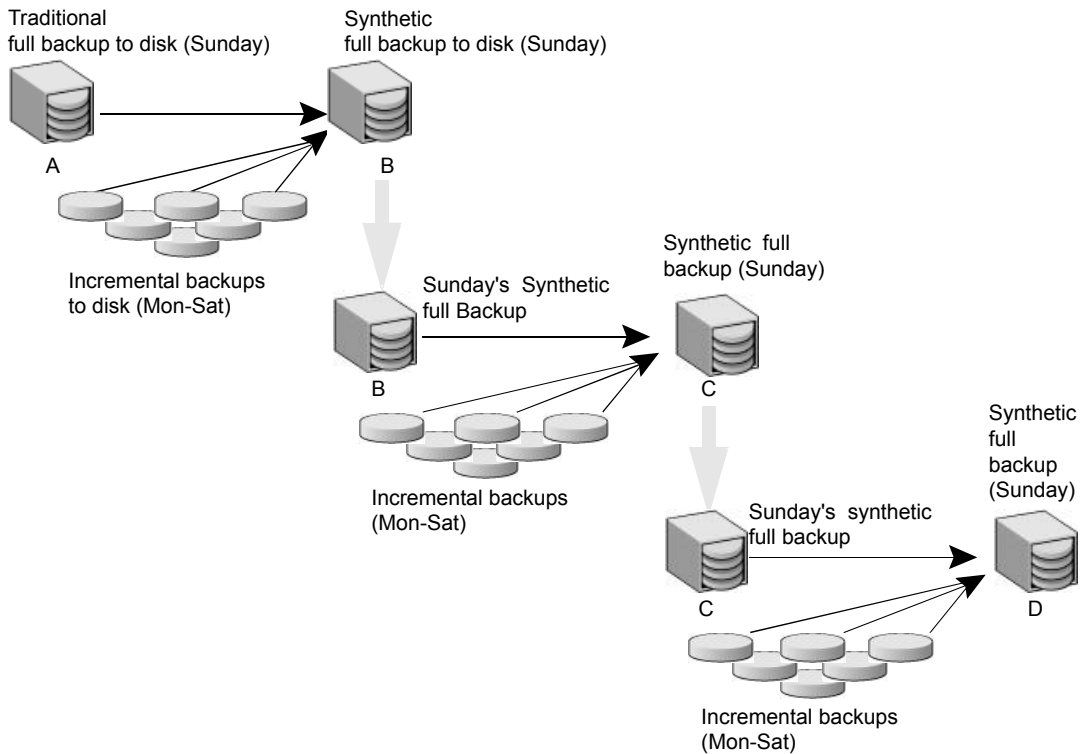 Traditional
full backup to disk (Sunday)
Synthetic
full backup to disk (Sunday)
A
B
Incremental backups
to disk (Mon-Sat)
Sunday's Synthetic
full Backup
Synthetic full
backup (Sunday)
B
C
Incremental backups
(Mon-Sat)
Synthetic
full
backup
(Sunday)
Sunday's synthetic
full backup
C
D
Incremental backups
(Mon-Sat)